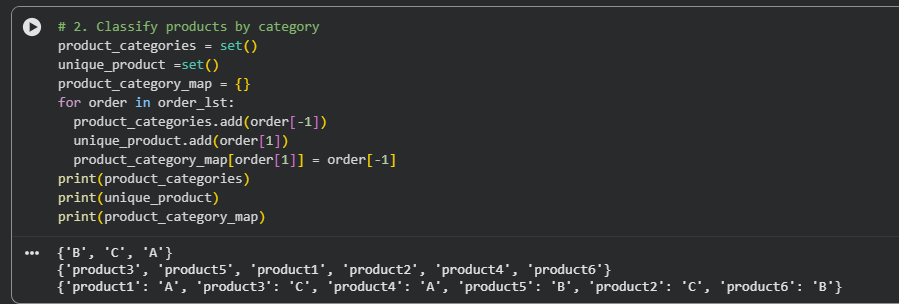 # 2. Classify products by category
product_categories = set()
unique_product =set()
product_category_map = {}
for order in order_lst:
  product_categories.add(order[-1])
  unique_product.add(order[1])
  product_category_map[order[1]] = order[-1]
print(product_categories)
print(unique_product)
print(product_category_map)
{'B', 'C', 'A'}
{'product3', 'product5', 'product1', 'product2', 'product4', 'product6'}
{'product1': 'A', 'product3': 'C', 'product4': 'A', 'product5': 'B', 'product2': 'C', 'product6': 'B'}